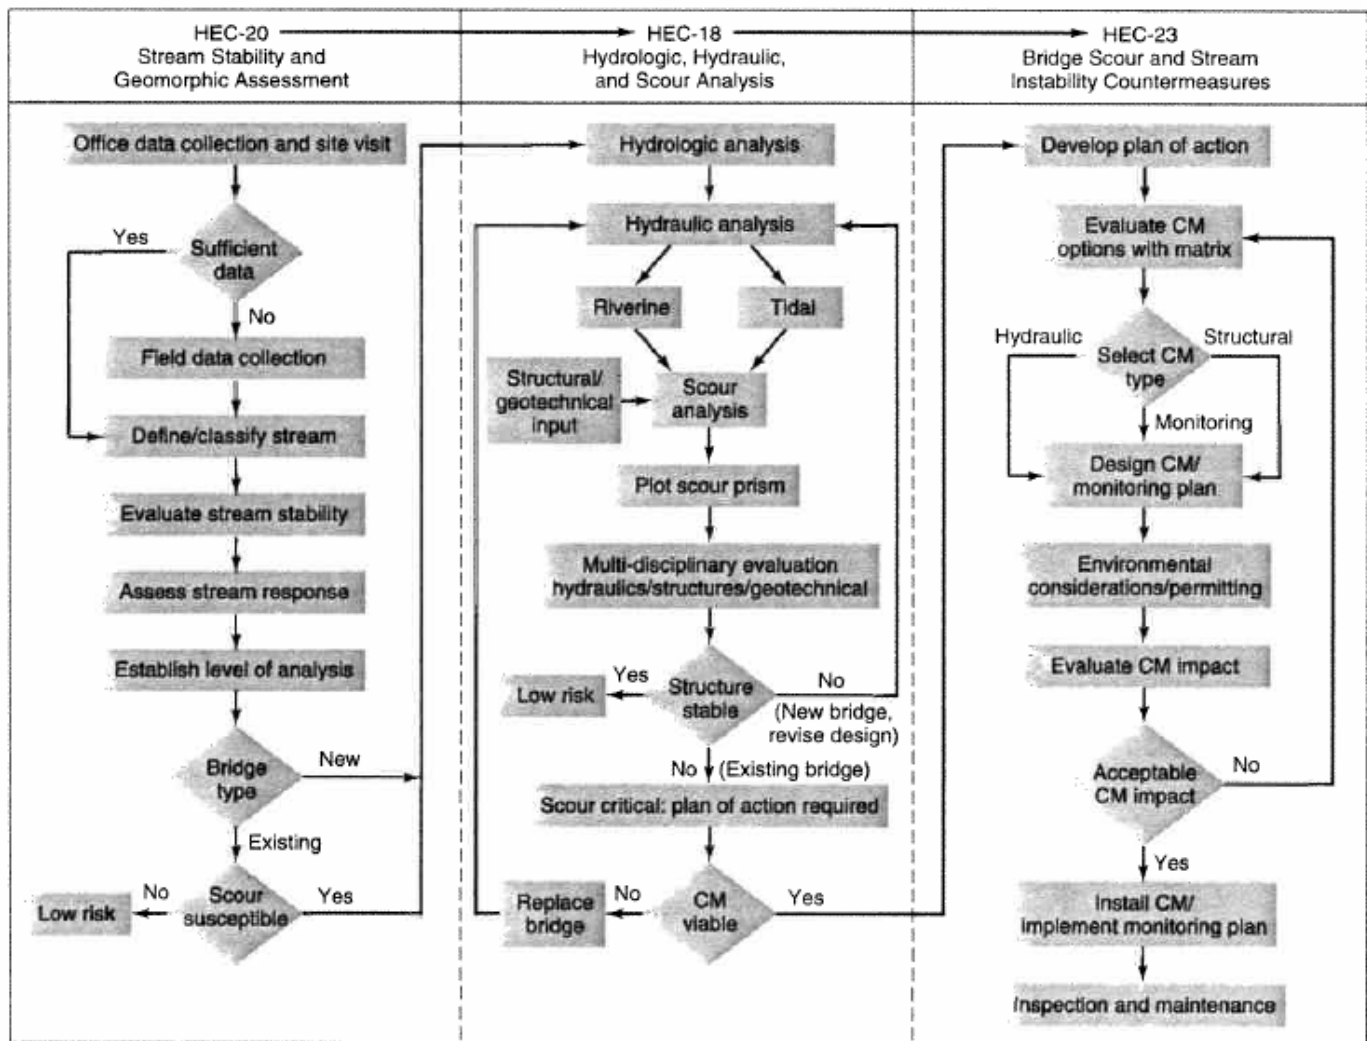 HEC-20
Stream Stability and
Geomorphic Assessment
HEC-18
Hydrologic, Hydraulic,
and Scour Analysis
HEC-23
Bridge Scour and Stream
Instability Countermeasures
Office data collection and site visit
Yes
Sufficient
data
No
Field data collection
Define/classify stream
Evaluate stream stability
Assess stream response
Establish level of analysis
Bridge
type
New
Existing
Low risk
No
Scour
susceptible
Yes
Hydrologic analysis
Hydraulic analysis
Riverine
Tidal
Structural/
geotechnical
input
Scour
analysis
Plot scour prism
Multi-disciplinary evaluation
hydraulics/structures/geotechnical
Low risk
Yes
Structure
stable
No
(New bridge,
revise design)
No (Existing bridge)
Scour critical: plan of action required
Replace
bridge
No
CM
viable
Yes
Develop plan of action
Evaluate CM
options with matrix
Hydraulic
Select CM
type
Structural
Monitoring
Design CM/
monitoring plan
Environmental
considerations/permitting
Evaluate CM impact
Acceptable
CM impact
No
Yes
Install CM/
implement monitoring plan
Inspection and maintenance